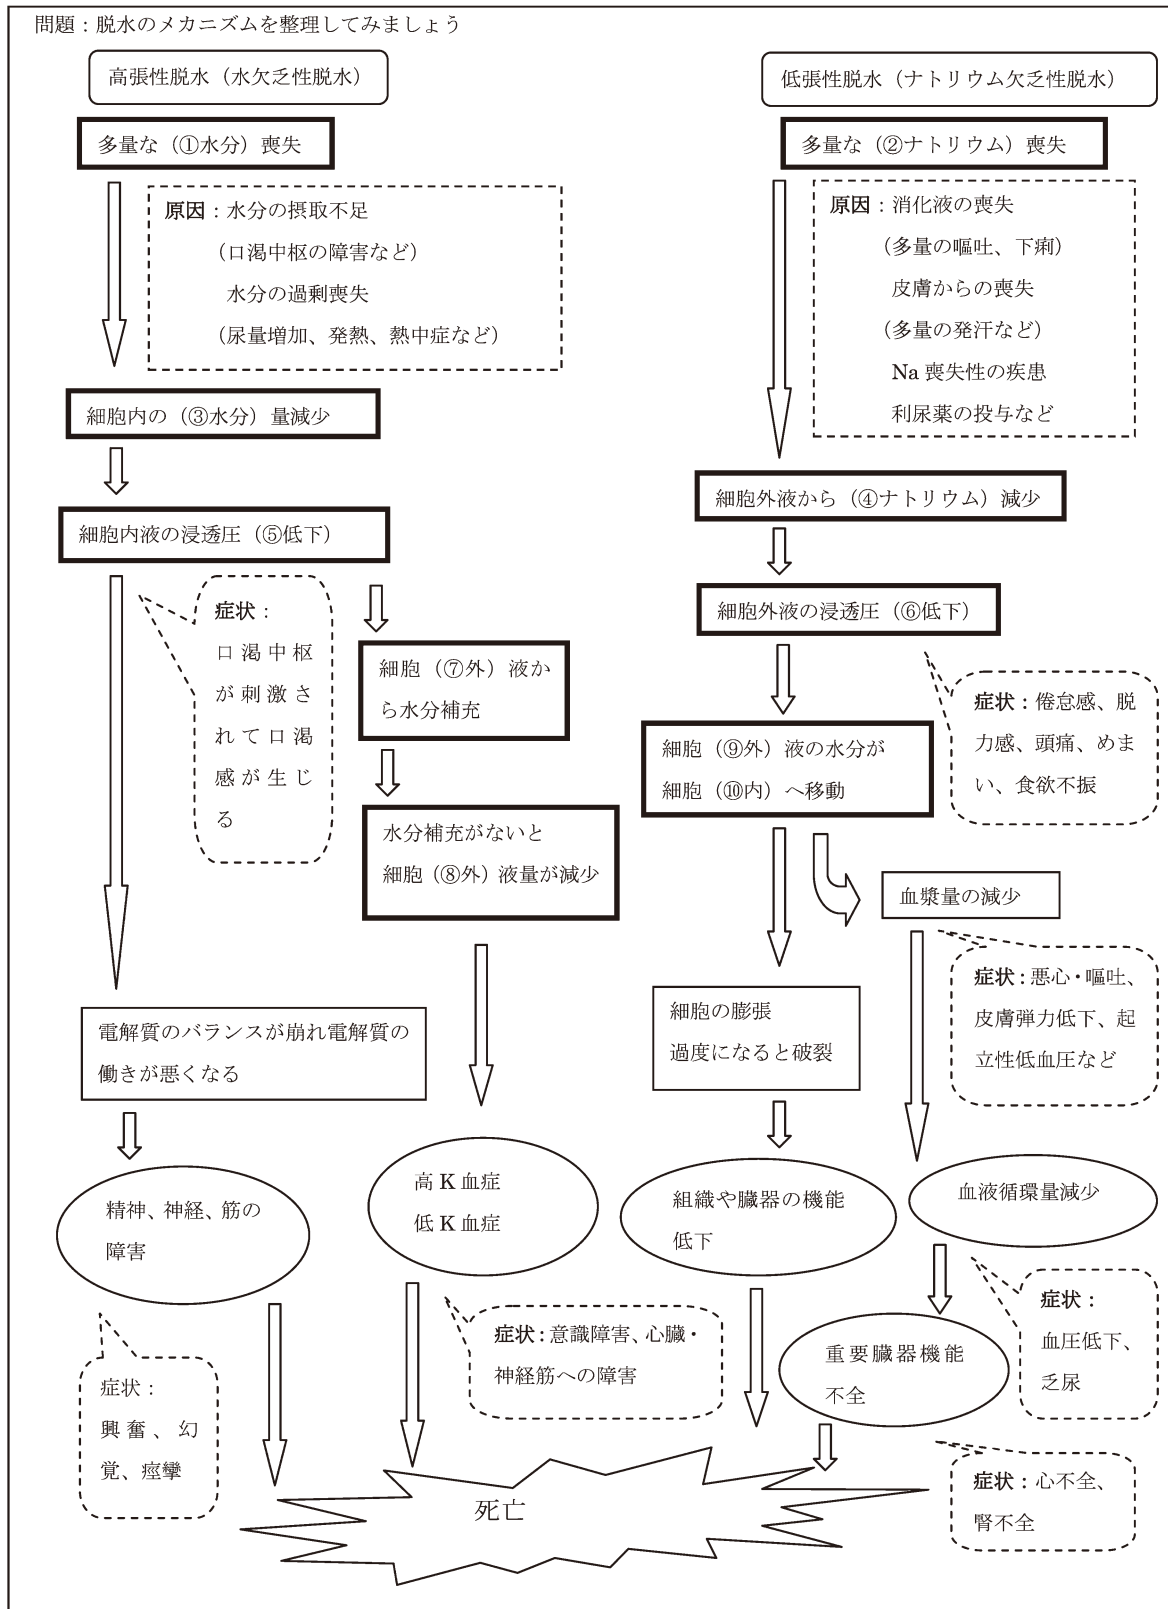 問題：脱水のメカニズムを整理してみましょう
高張性脱水（水欠乏性脱水）
多量な（①水分）喪失
原因：水分の摂取不足
（口渇中枢の障害など）
水分の過剰喪失
（尿量増加、発熱、熱中症など）
細胞内の（③水分）量減少
細胞内液の浸透圧（⑤低下）
症状：
口渇中枢
が刺激さ
れて口渇
感が生じ
る
細胞（⑦外）液か
ら水分補充
水分補充がないと
細胞（⑧外）液量が減少
電解質のバランスが崩れ電解質の
働きが悪くなる
精神、神経、筋の
障害
症状：
興奮、幻
覚、痙攣
高 K 血症
低 K 血症
症状：意識障害、心臓・
神経筋への障害
低張性脱水（ナトリウム欠乏性脱水）
多量な（②ナトリウム）喪失
原因：消化液の喪失
（多量の嘔吐、下痢）
皮膚からの喪失
（多量の発汗など）
Na 喪失性の疾患
利尿薬の投与など
細胞外液から（④ナトリウム）減少
細胞外液の浸透圧（⑥低下）
症状：倦怠感、脱
力感、頭痛、めま
い、食欲不振
細胞（⑨外）液の水分が
細胞（⑩内）へ移動
血漿量の減少
症状：悪心・嘔吐、
皮膚弾力低下、起
立性低血圧など
細胞の膨張
過度になると破裂
組織や臓器の機能
低下
血液循環量減少
症状：
血圧低下、
乏尿
重要臓器機能
不全
症状：心不全、
腎不全
死亡